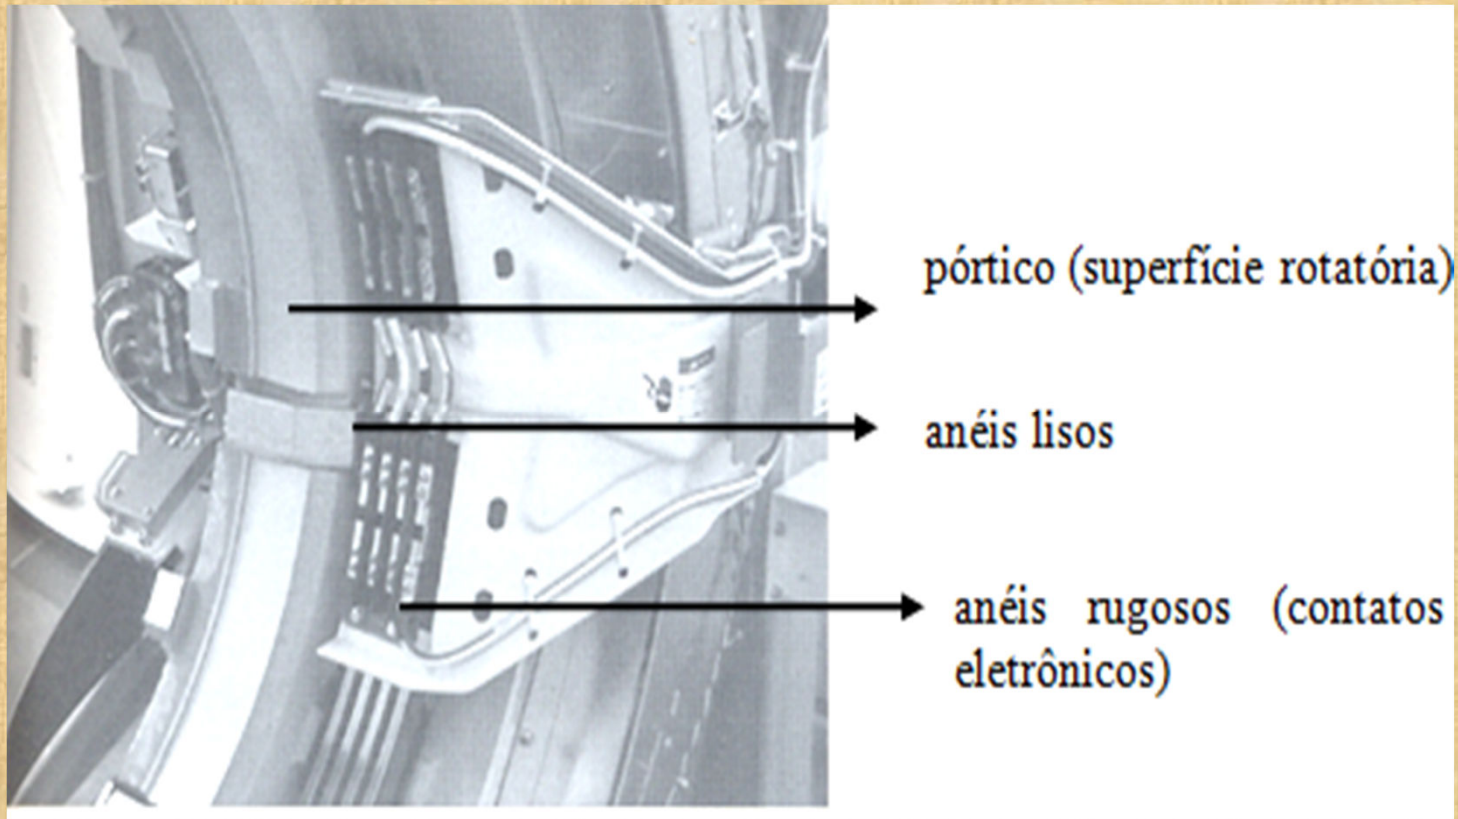 pórtico (superfície rotatória)
anéis lisos
anéis rugosos (contatos
eletrônicos)